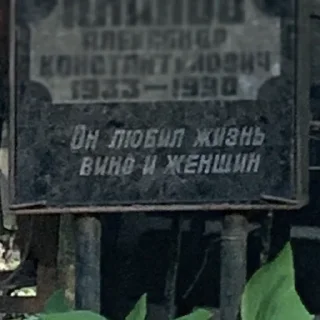 АЛЕКСАНДР
КОНСТАНТИНОВИЧ
1933—1990
Он любил жизнь
вино и женщин